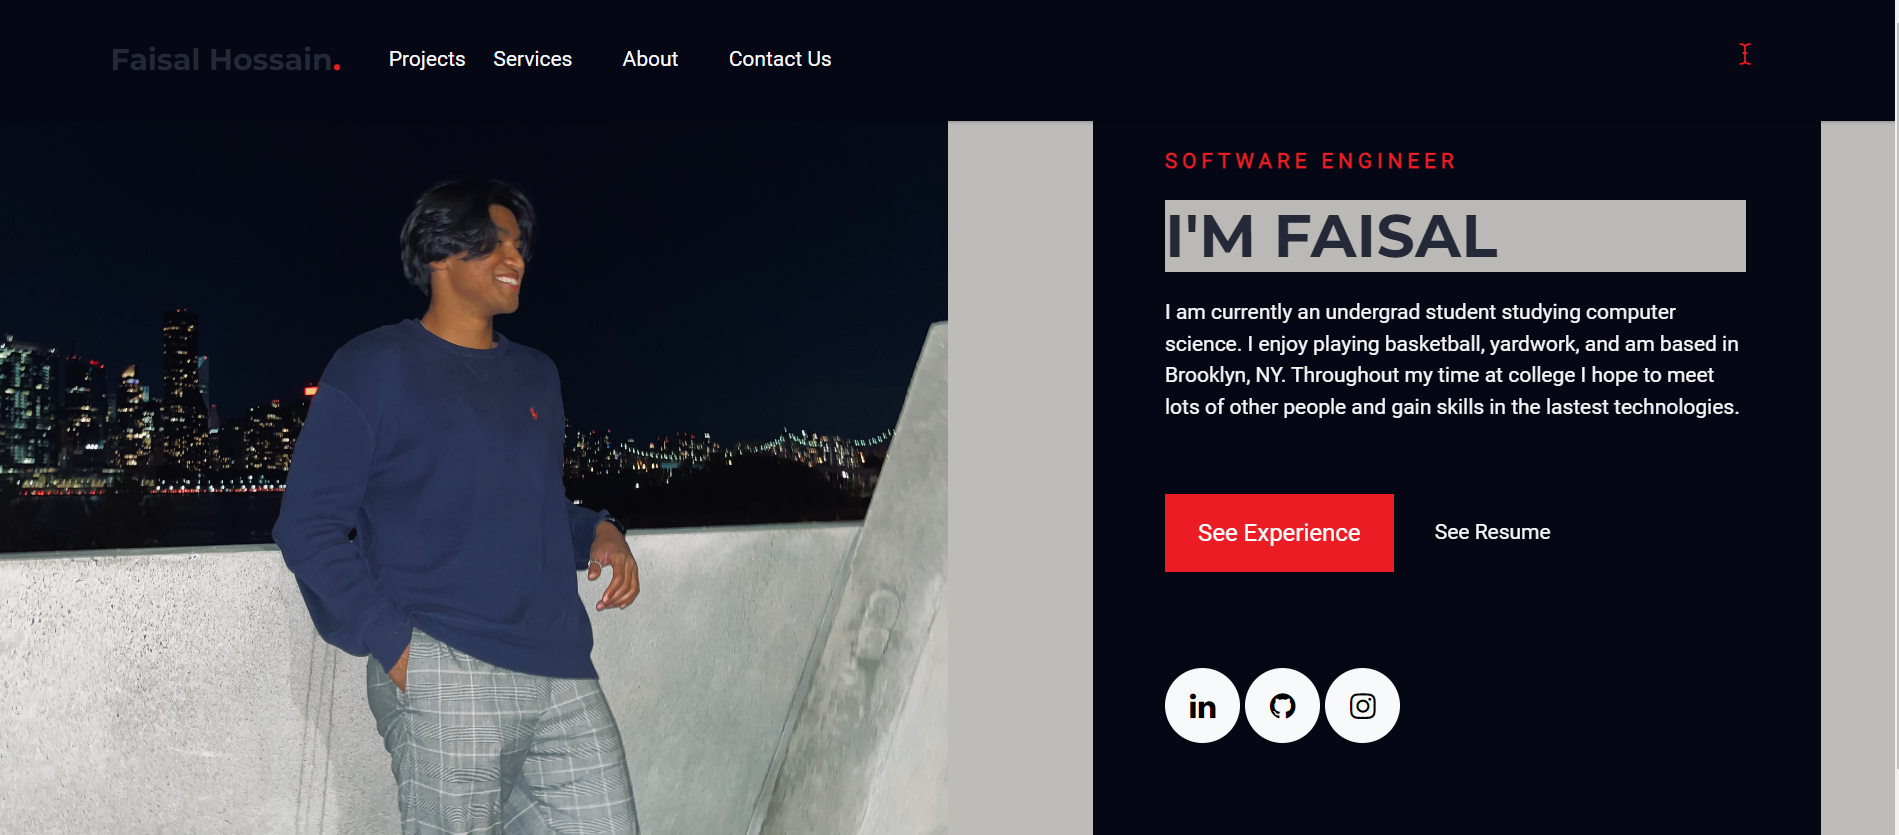 Faisal Hossain.
Projects Services About Contact Us
SOFTWARE ENGINEER
I'M FAISAL
I am currently an undergrad student studying computer
science. I enjoy playing basketball, yardwork, and am based in
Brooklyn, NY. Throughout my time at college I hope to meet
lots of other people and gain skills in the lastest technologies.
See Experience See Resume
in